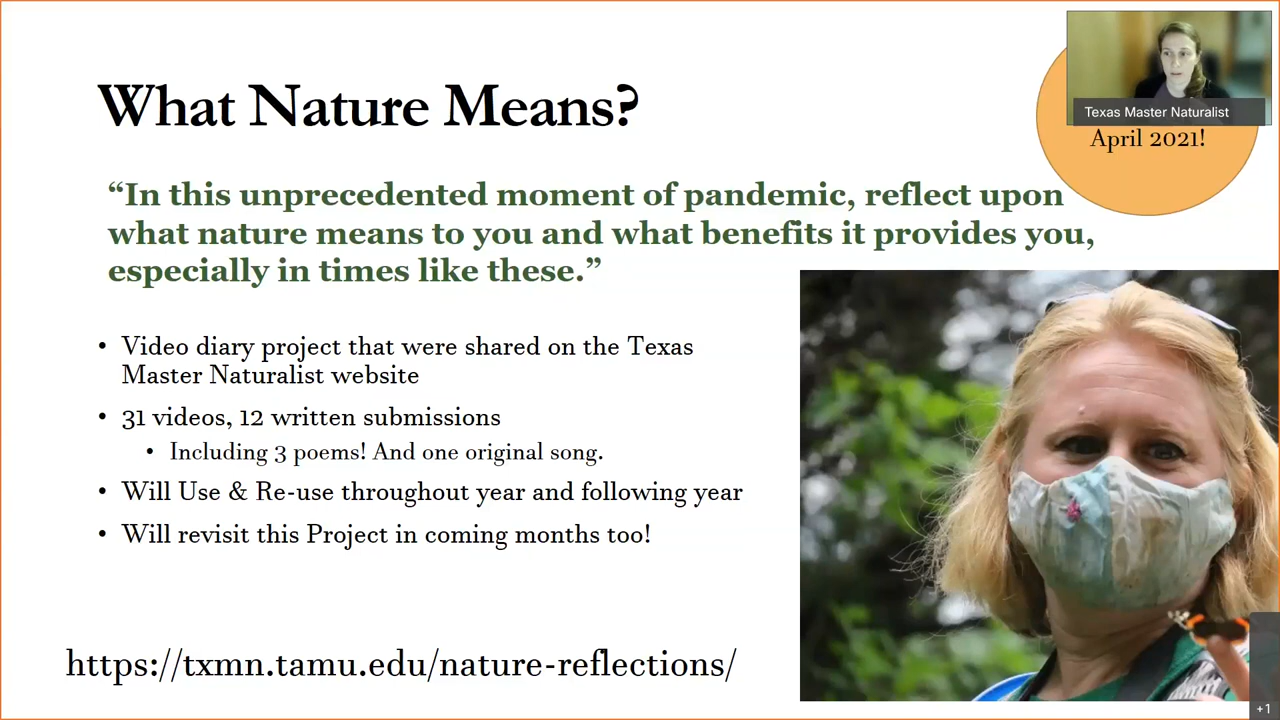 What Nature Means?
Texas Master Naturalist
April 2021!
“In this unprecedented moment of pandemic, reflect upon
what nature means to you and what benefits it provides you,
especially in times like these.”
• Video diary project that were shared on the Texas
Master Naturalist website
• 31 videos, 12 written submissions
• Including 3 poems! And one original song.
• Will Use & Re-use throughout year and following year
• Will revisit this Project in coming months too!
https://txmn.tamu.edu/nature-reflections/
+1